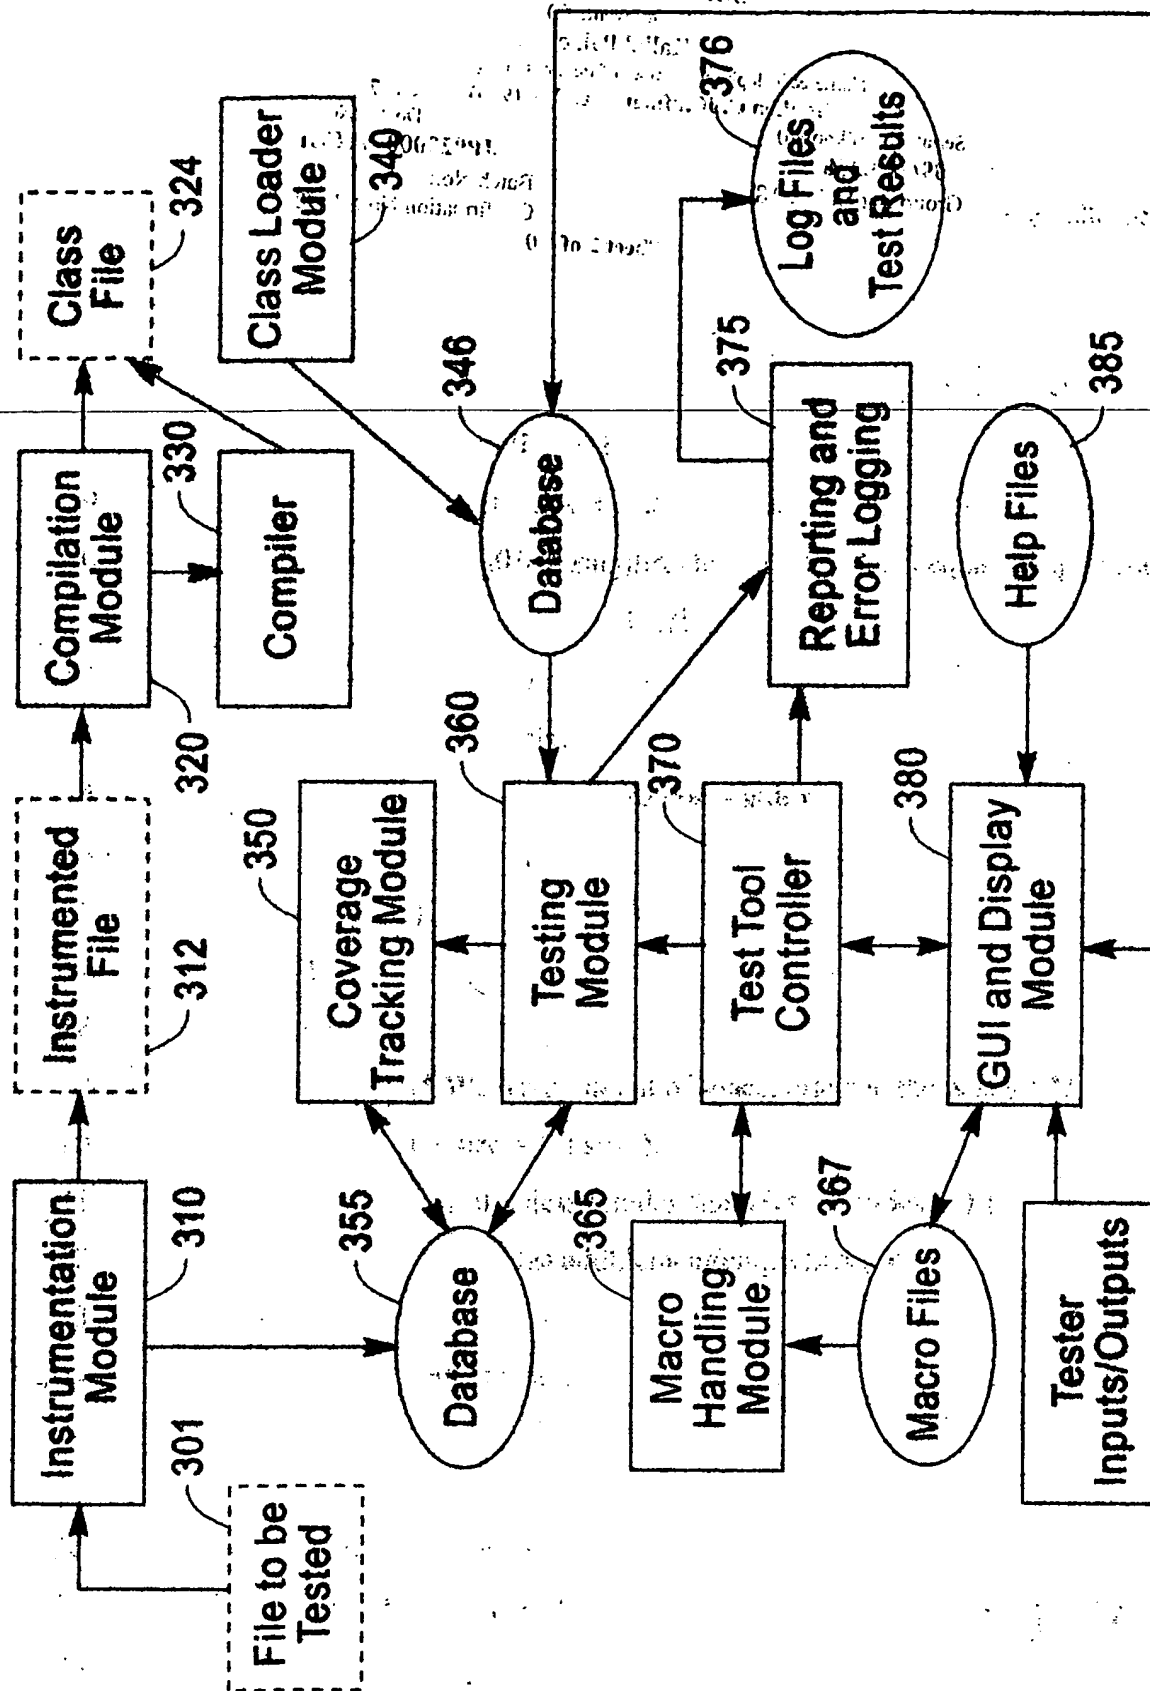 File to be
Tested
301
Instrumentation
Module
310
Instrumented
File
312
Compilation
Module
320
Compiler
330
Class
File
324
Class Loader
Module
340
Database
346
Database
355
Coverage
Tracking Module
350
Testing
Module
360
Macro
Handling
Module
365
Macro Files
367
Test Tool
Controller
370
Reporting and
Error Logging
375
Log Files
and
Test Results
376
GUI and Display
Module
380
Help Files
385
Tester
Inputs/Outputs